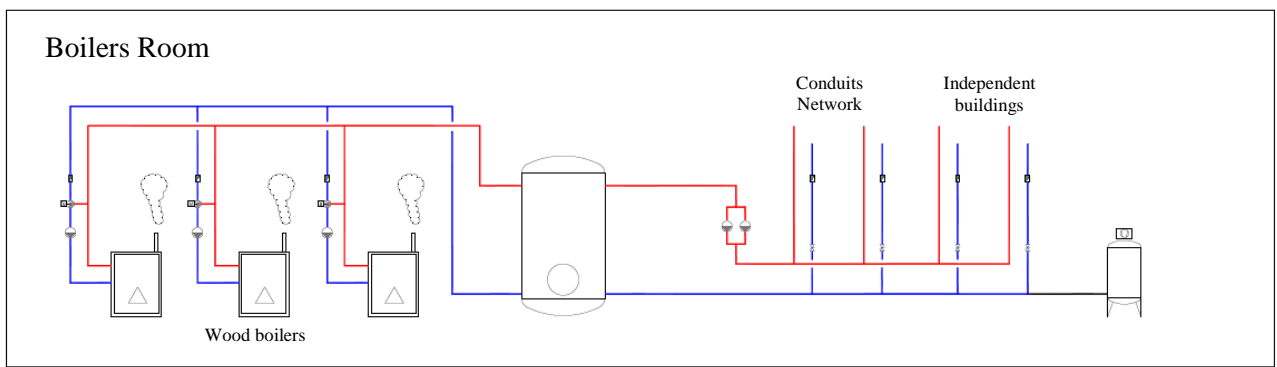 Boilers Room
Conduits
Network
Independent
buildings
Wood boilers